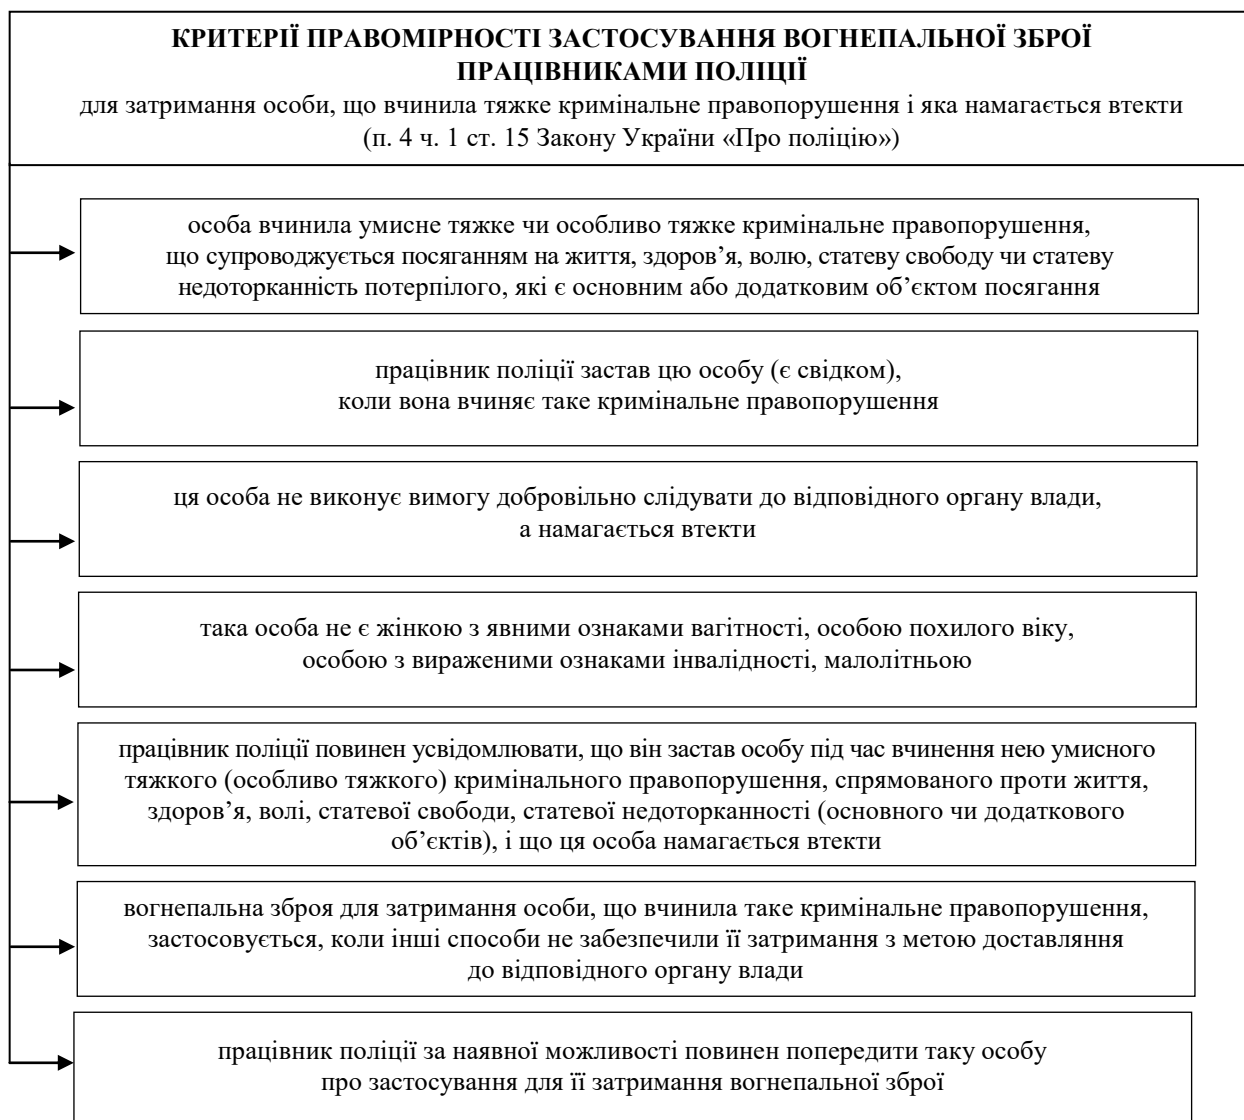 КРИТЕРІЇ ПРАВОМІРНОСТІ ЗАСТОСУВАННЯ ВОГНЕПАЛЬНОЇ ЗБРОЇ
ПРАЦІВНИКАМИ ПОЛІЦІЇ
для затримання особи, що вчинила тяжке кримінальне правопорушення і яка намагається втекти
(п. 4 ч. 1 ст. 15 Закону України «Про поліцію»)
особа вчинила умисне тяжке чи особливо тяжке кримінальне правопорушення,
що супроводжується посяганням на життя, здоров’я, волю, статеву свободу чи статеву
недоторканність потерпілого, які є основним або додатковим об’єктом посягання
працівник поліції застав цю особу (є свідком),
коли вона вчиняє таке кримінальне правопорушення
ця особа не виконує вимогу добровільно слідувати до відповідного органу влади,
а намагається втекти
така особа не є жінкою з явними ознаками вагітності, особою похилого віку,
особою з вираженими ознаками інвалідності, малолітньою
працівник поліції повинен усвідомлювати, що він застав особу під час вчинення нею умисного
тяжкого (особливо тяжкого) кримінального правопорушення, спрямованого проти життя,
здоров’я, волі, статевої свободи, статевої недоторканності (основного чи додаткового
об’єктів), і що ця особа намагається втекти
вогнепальна зброя для затримання особи, що вчинила таке кримінальне правопорушення,
застосовується, коли інші способи не забезпечили її затримання з метою доставляння
до відповідного органу влади
працівник поліції за наявної можливості повинен попередити таку особу
про застосування для її затримання вогнепальної зброї